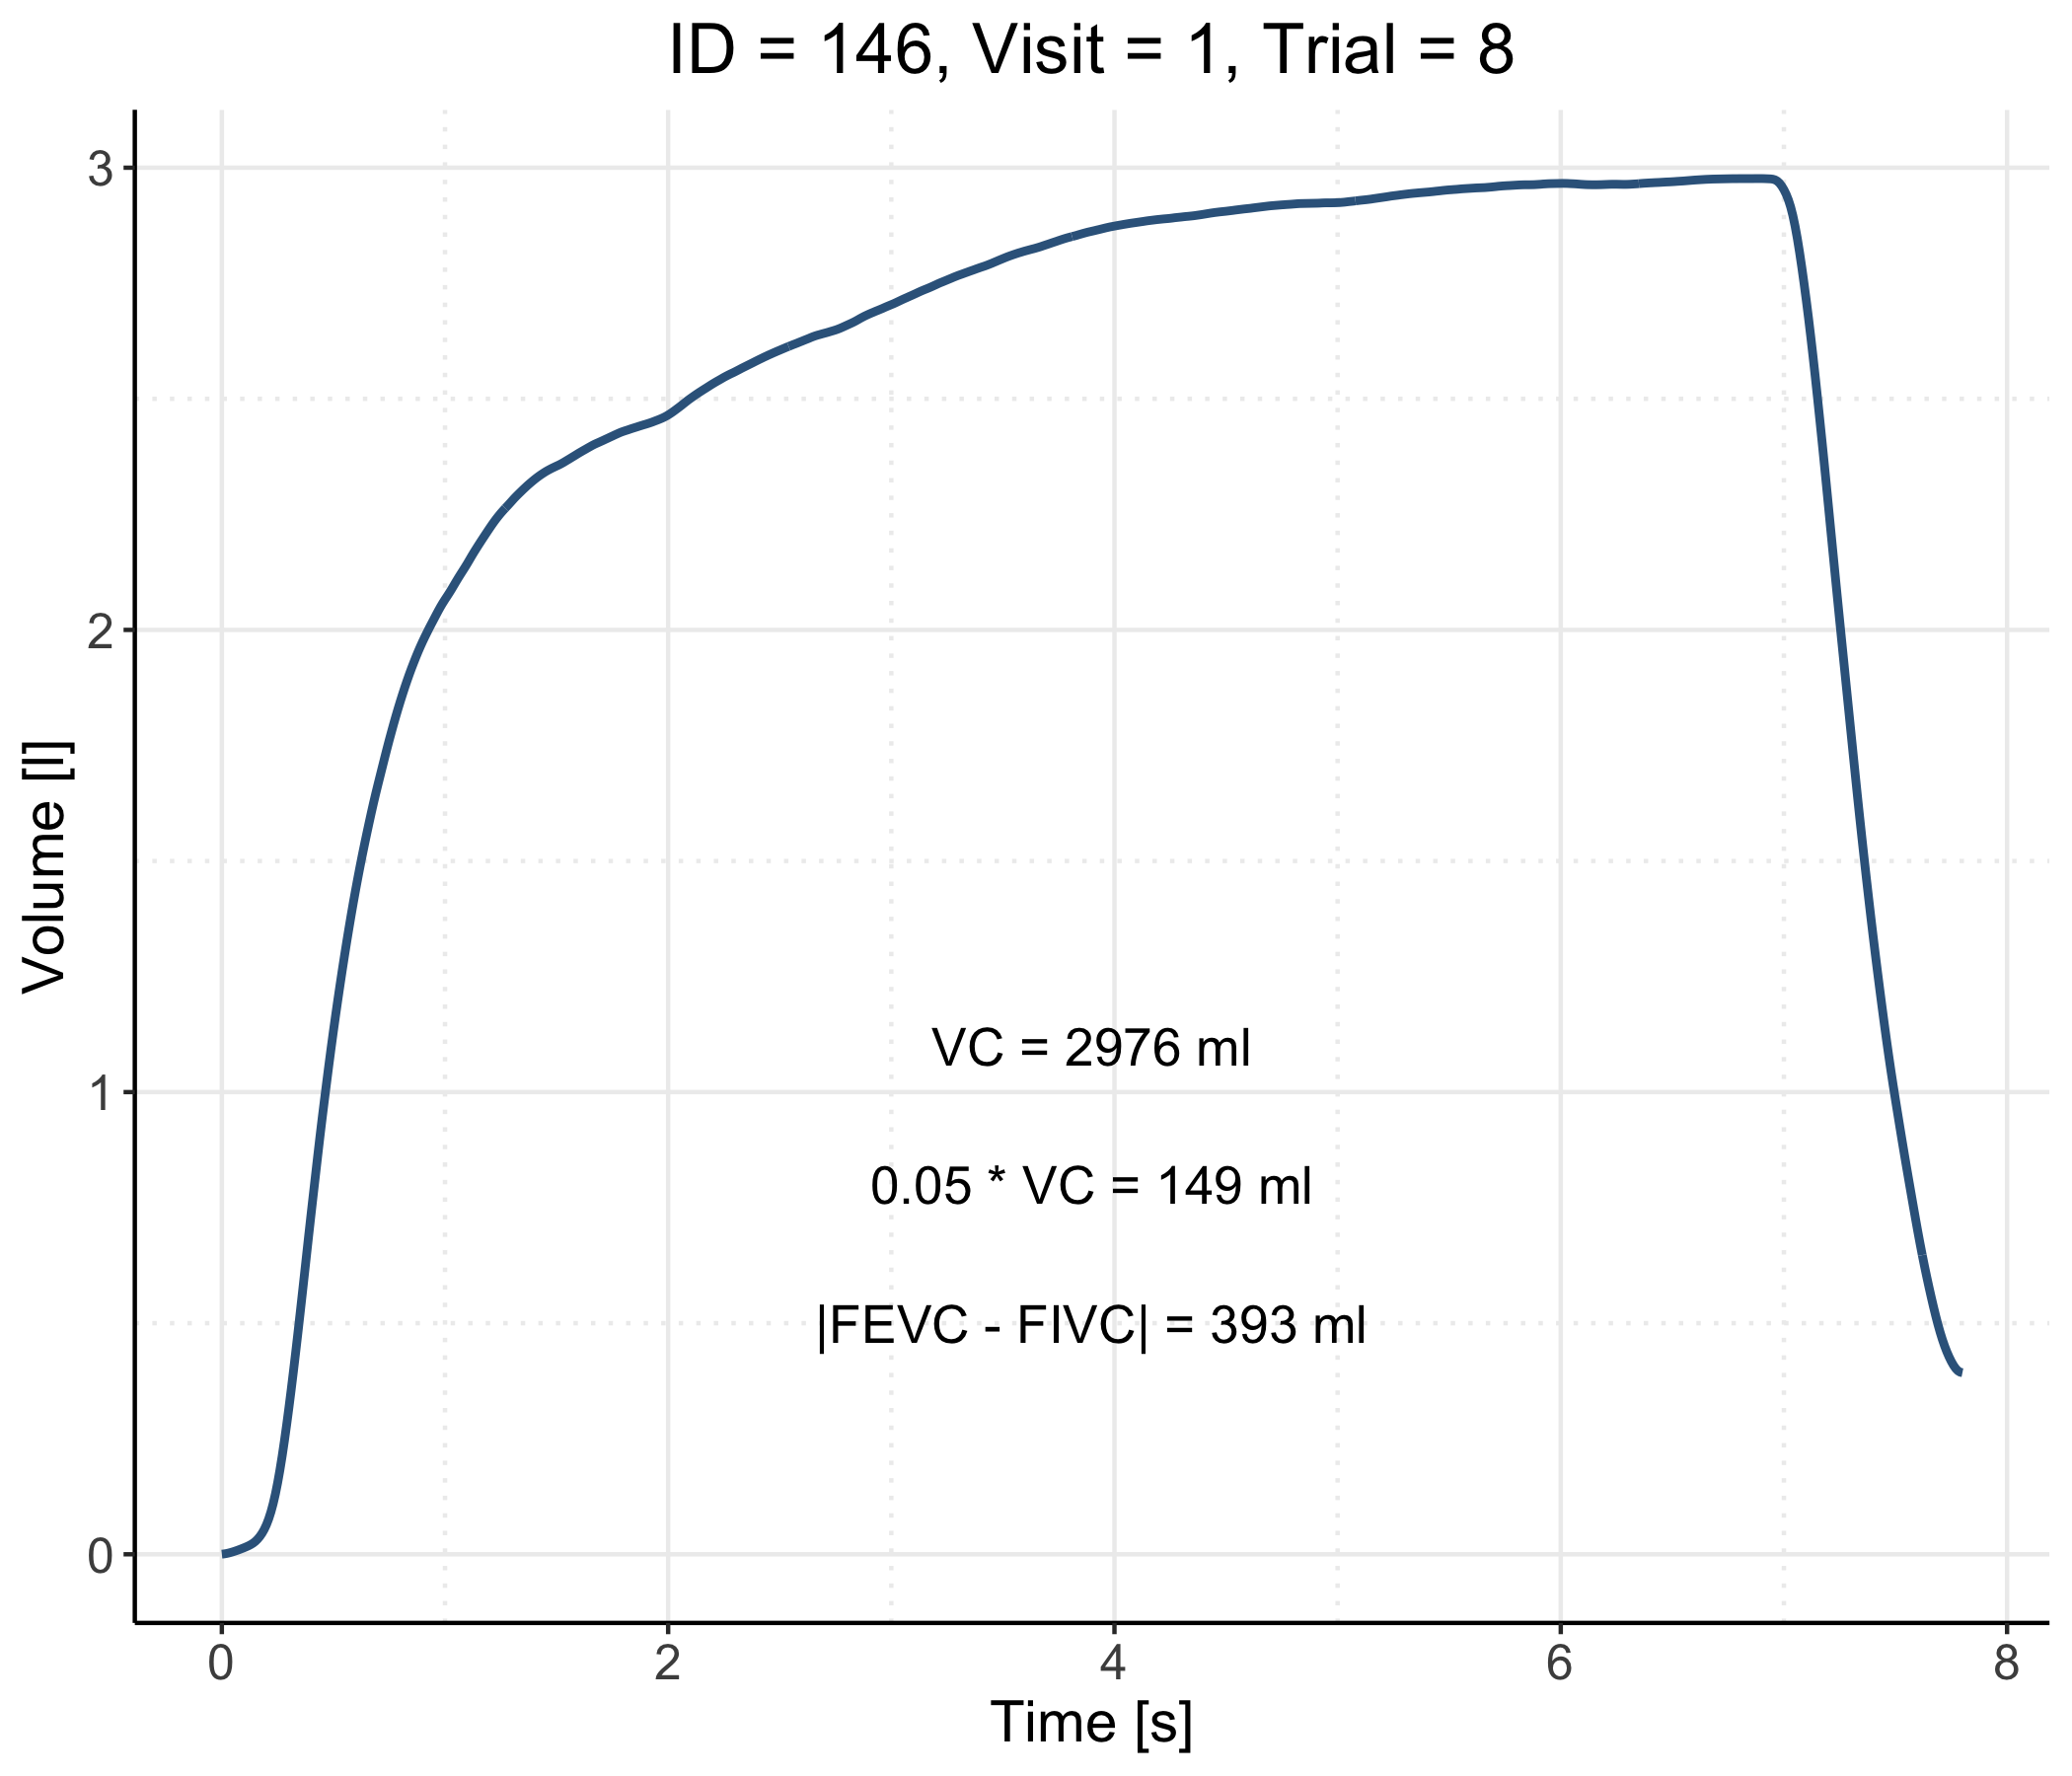 ID = 146, Visit = 1, Trial = 8
3
2
1
0
Volume [l]
VC = 2976 ml
0.05 * VC = 149 ml
|FEVC - FIVC| = 393 ml
0 2 4 6 8
Time [s]